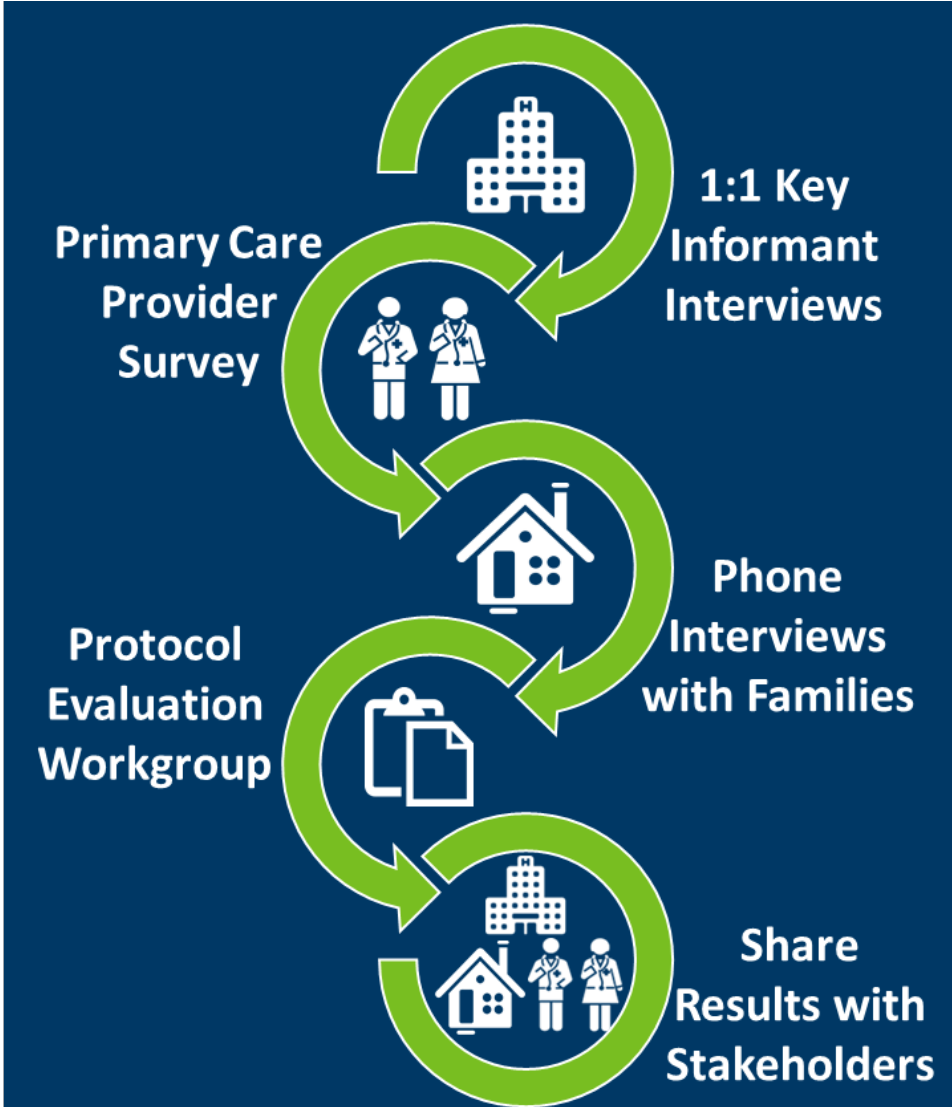 1:1 Key
Informant
Interviews
Primary Care
Provider
Survey
Phone
Interviews
with Families
Protocol
Evaluation
Workgroup
Share
Results with
Stakeholders